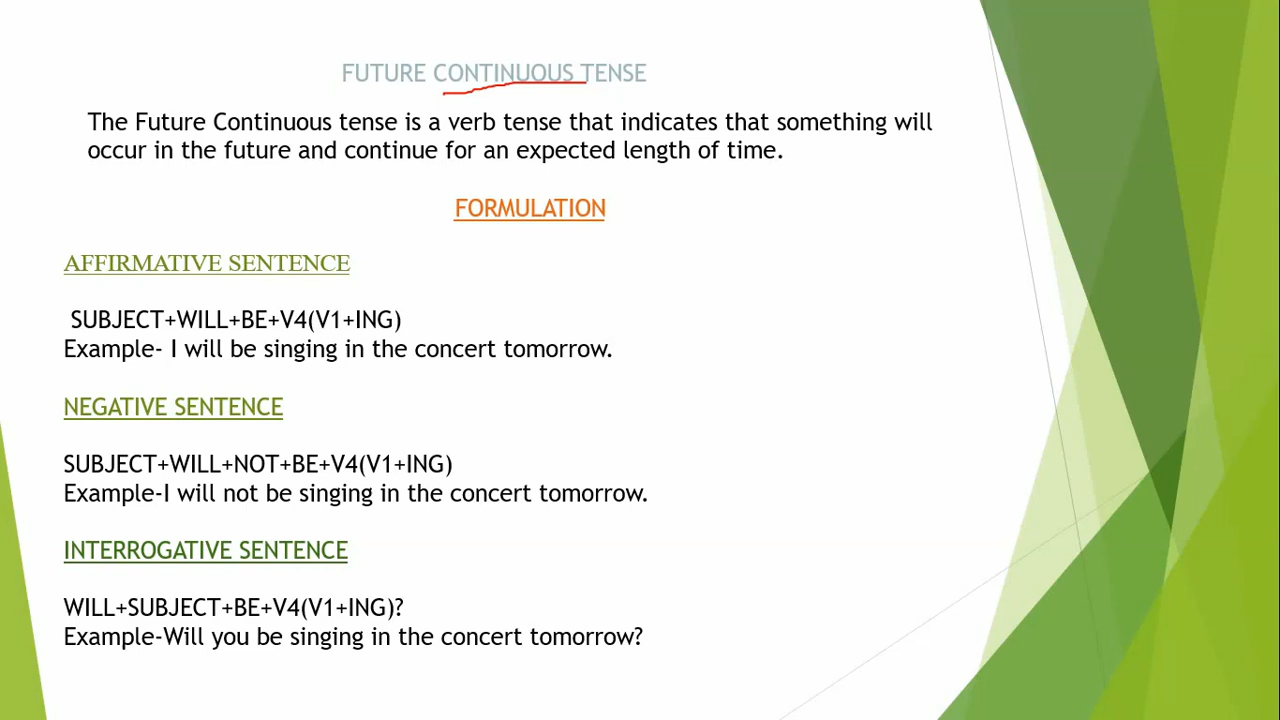 FUTURE CONTINUOUS TENSE
The Future Continuous tense is a verb tense that indicates that something will
occur in the future and continue for an expected length of time.
FORMULATION
AFFIRMATIVE SENTENCE
SUBJECT+WILL+BE+V4(V1+ING)
Example- I will be singing in the concert tomorrow.
NEGATIVE SENTENCE
SUBJECT+WILL+NOT+BE+V4(V1+ING)
Example-I will not be singing in the concert tomorrow.
INTERROGATIVE SENTENCE
WILL+SUBJECT+BE+V4(V1+ING)?
Example-Will you be singing in the concert tomorrow?